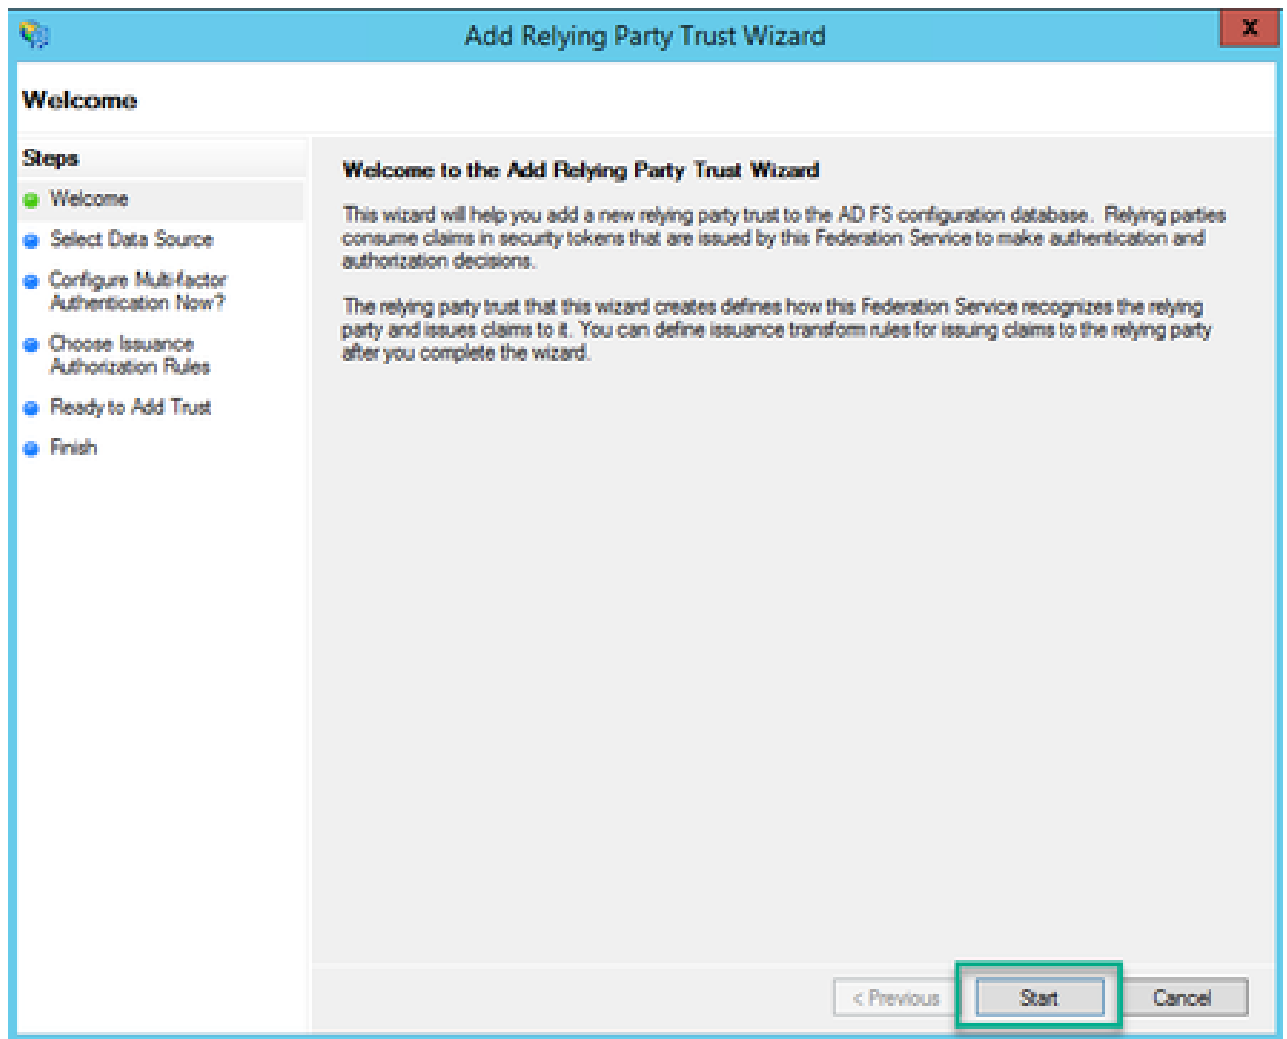 Add Relying Party Trust Wizard
X
Welcome
Steps
Welcome
Select Data Source
Configure Multi-factor
Authentication Now?
Choose Issuance
Authorization Rules
Ready to Add Trust
Finish
Welcome to the Add Relying Party Trust Wizard
This wizard will help you add a new relying party trust to the AD FS configuration database. Relying parties
consume claims in security tokens that are issued by this Federation Service to make authentication and
authorization decisions.
The relying party trust that this wizard creates defines how this Federation Service recognizes the relying
party and issues claims to it. You can define issuance transform rules for issuing claims to the relying party
after you complete the wizard.
< Previous
Start
Cancel